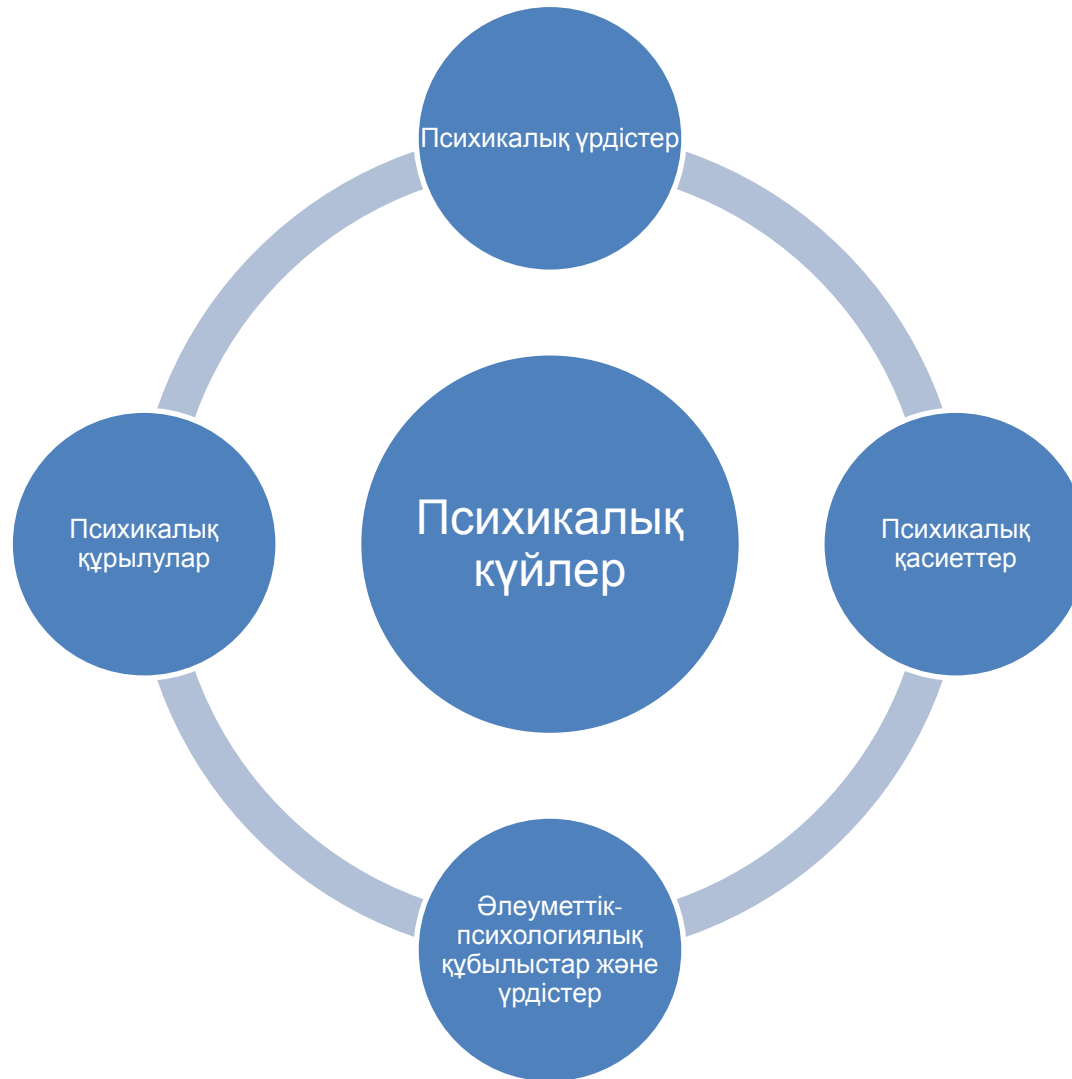 Психикалық үрдістер
Психикалық
күйлер
Психикалық
қасиеттер
Әлеуметтік-
психологиялық
құбылыстар және
үрдістер
Психикалық
құрылулар